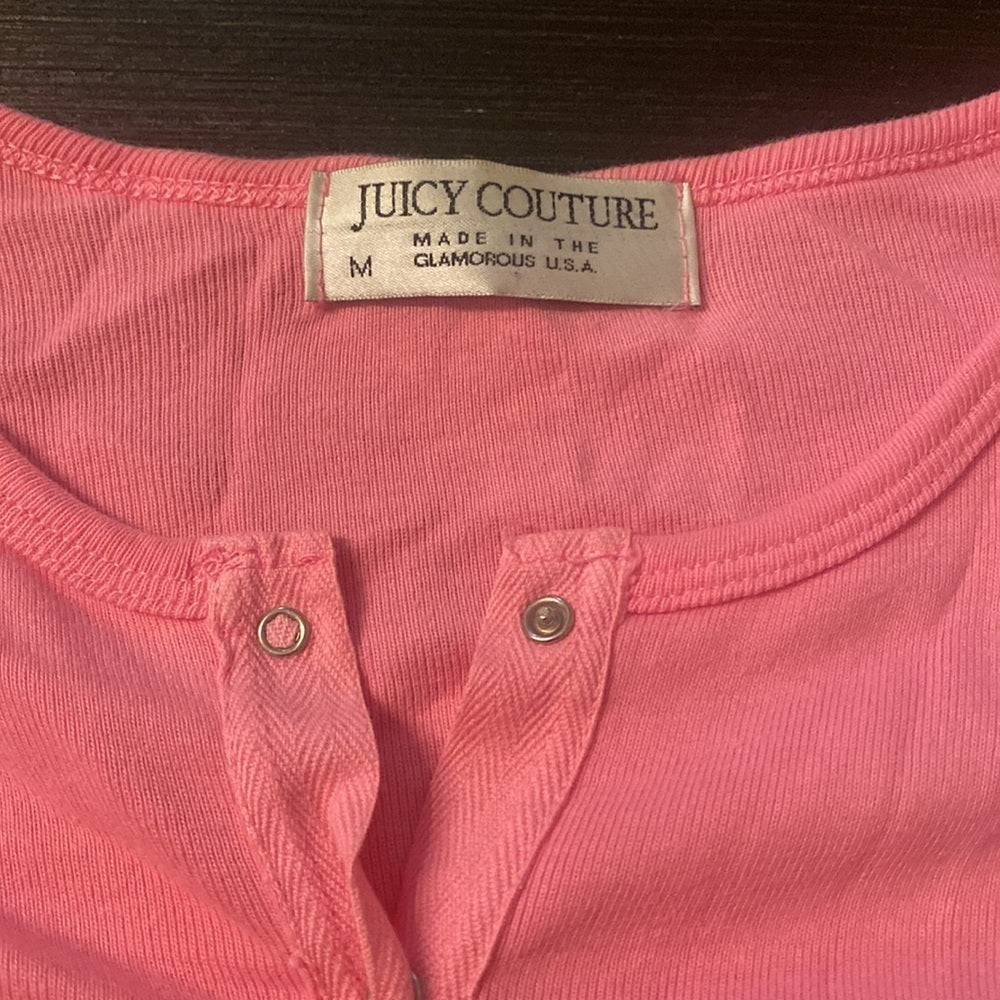 JUICY COUTURE
MADE IN THE
M GLAMOROUS U.S.A.